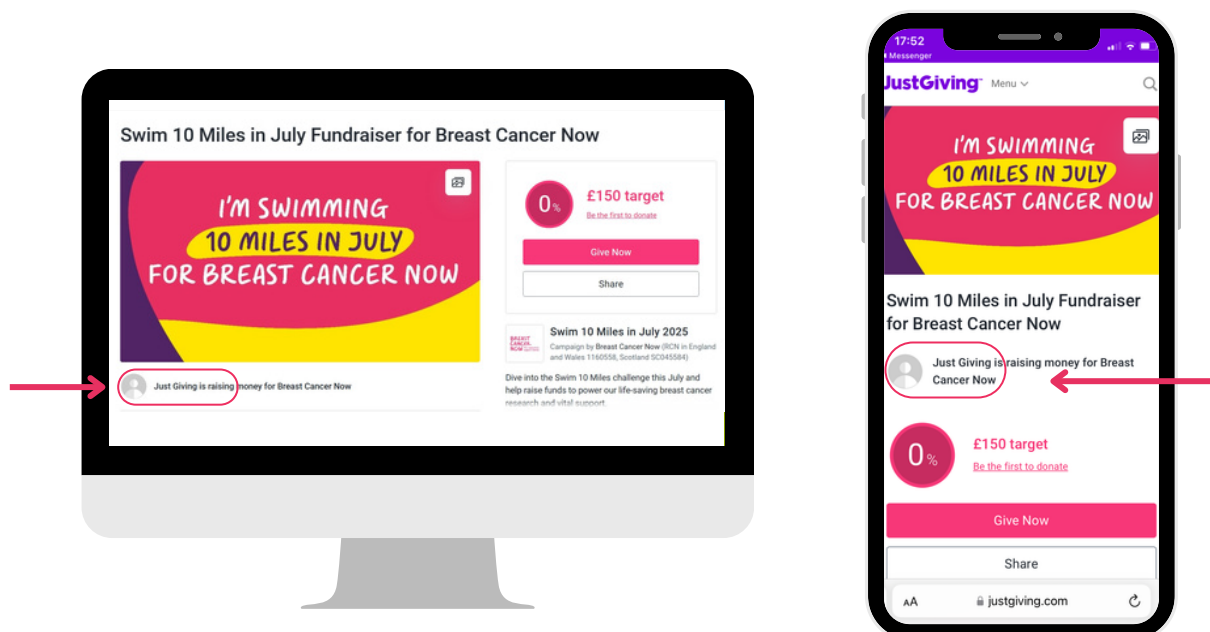 Swim 10 Miles in July Fundraiser for Breast Cancer Now
I'M SWIMMING
10 MILES IN JULY
FOR BREAST CANCER NOW
Just Giving is raising money for Breast Cancer Now
0%
£150 target
Be the first to donate
Give Now
Share
BREAST
CANCER
NOW
Swim 10 Miles in July 2025
Campaign by Breast Cancer Now (RCN in England
and Wales 1160558, Scotland SC045584)
Dive into the Swim 10 Miles challenge this July and
help raise funds to power our life-saving breast cancer
research and vital support
17:52
Messenger
JustGiving
Menu
I'M SWIMMING
10 MILES IN JULY
FOR BREAST CANCER NOW
Swim 10 Miles in July Fundraiser
for Breast Cancer Now
Just Giving is raising money for Breast
Cancer Now
0%
£150 target
Be the first to donate
Give Now
Share
AA
justgiving.com